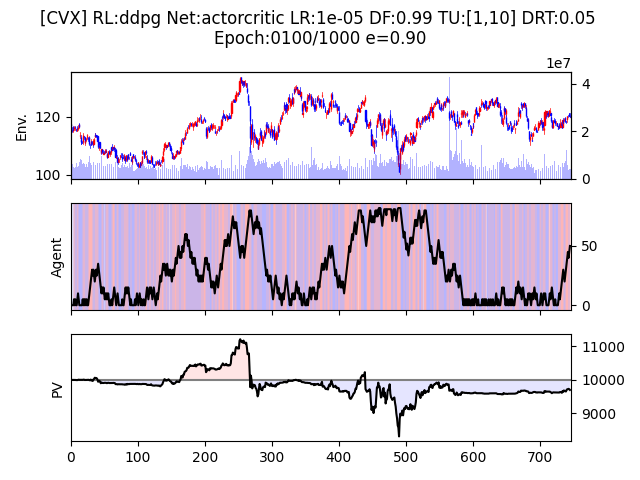 [CVX] RL:ddpg Net:actorcritic LR:1e-05 DF:0.99 TU:[1,10] DRT:0.05
Epoch:0100/1000 e=0.90
1e7
Env.
120
100
4
2
0
Agent
50
0
PV
11000
10000
9000
0 100 200 300 400 500 600 700